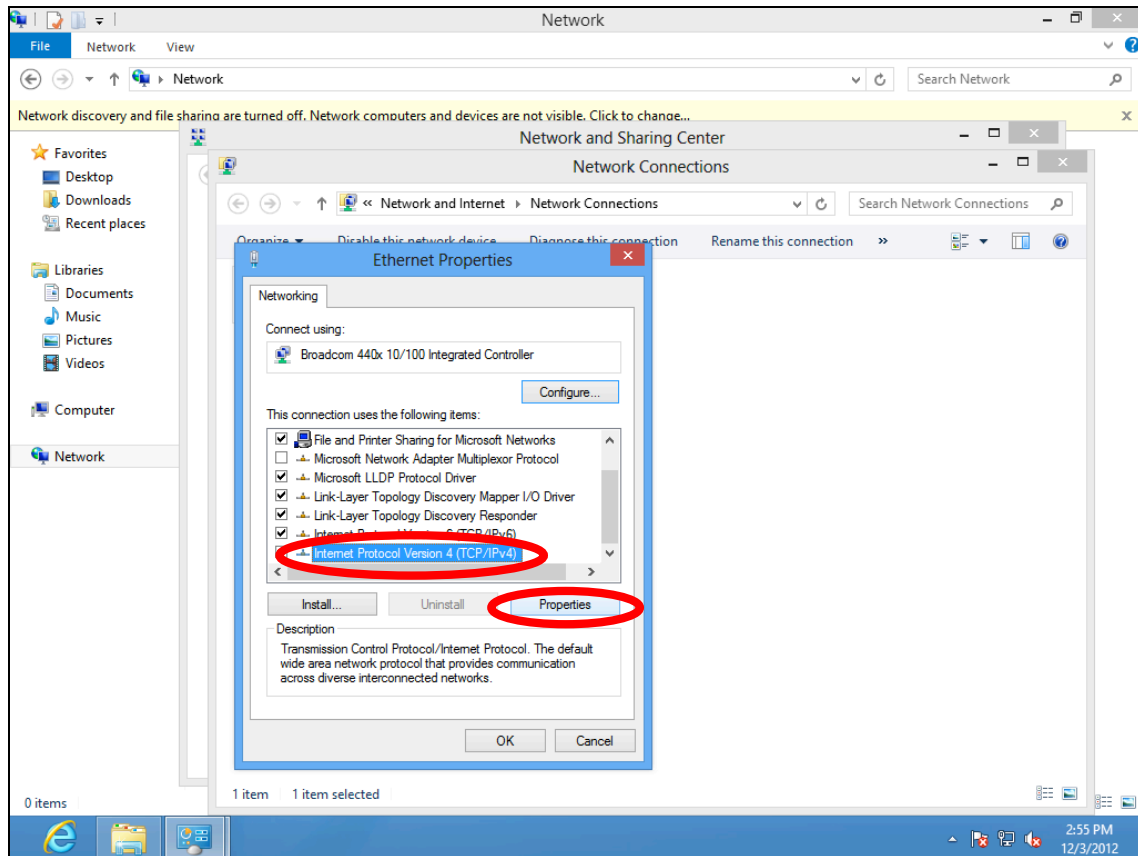 Network
File Network View
Network
Search Network
Network discovery and file sharing are turned off. Network computers and devices are not visible. Click to change...
Favorites
Desktop
Downloads
Recent places
Libraries
Documents
Music
Pictures
Videos
Computer
Network
0 items
Network and Sharing Center
Network Connections
« Network and Internet Network Connections
Search Network Connections
Organize Disable this network device Diagnose this connection Rename this connection »
Ethernet Properties
Networking
Connect using:
Broadcom 440x 10/100 Integrated Controller
Configure...
This connection uses the following items:
File and Printer Sharing for Microsoft Networks
Microsoft Network Adapter Multiplexor Protocol
Microsoft LLDP Protocol Driver
Link-Layer Topology Discovery Mapper I/O Driver
Link-Layer Topology Discovery Responder
Internet Protocol Version 6 (TCP/IPv6)
Internet Protocol Version 4 (TCP/IPv4)
Install... Uninstall Properties
Description
Transmission Control Protocol/Internet Protocol. The default
wide area network protocol that provides communication
across diverse interconnected networks.
OK Cancel
1 item 1 item selected
2:55 PM
12/3/2012